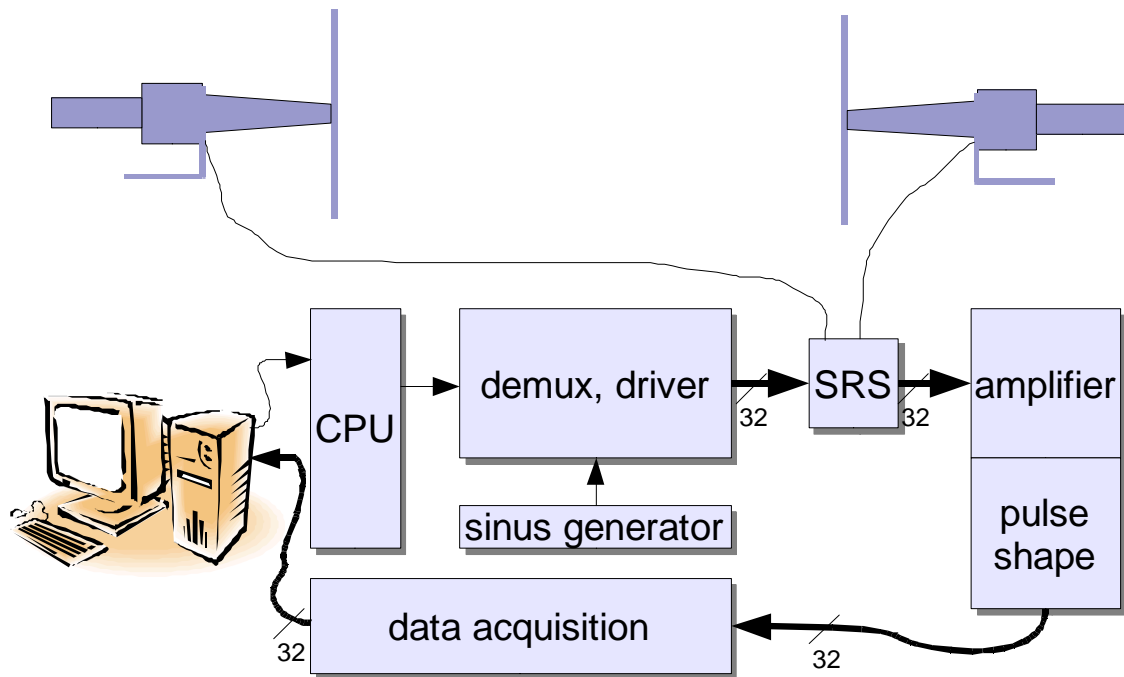 CPU
demux, driver
32
SRS
32
amplifier
sinus generator
pulse
shape
data acquisition
32
32